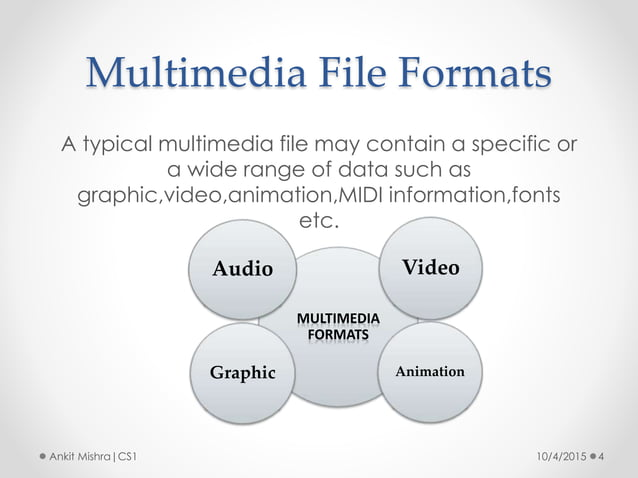 Multimedia File Formats
A typical multimedia file may contain a specific or
a wide range of data such as
graphic,video,animation,MIDI information,fonts
etc.
Audio
Video
MULTIMEDIA
FORMATS
Graphic
Animation
Ankit Mishra|CS1
10/4/2015
4